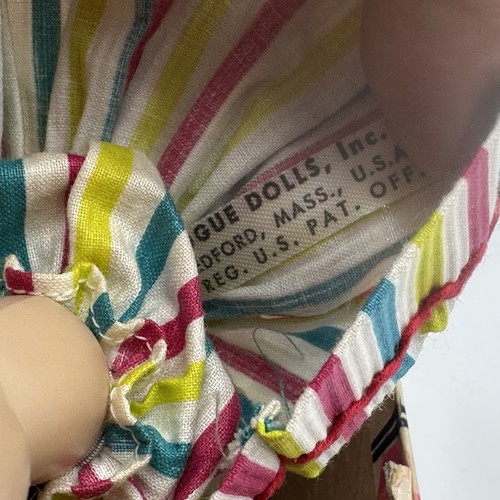 GUE DOLLS, Inc.
DFORD, MASS., U.S.A
REG. U.S. PAT. OFF.